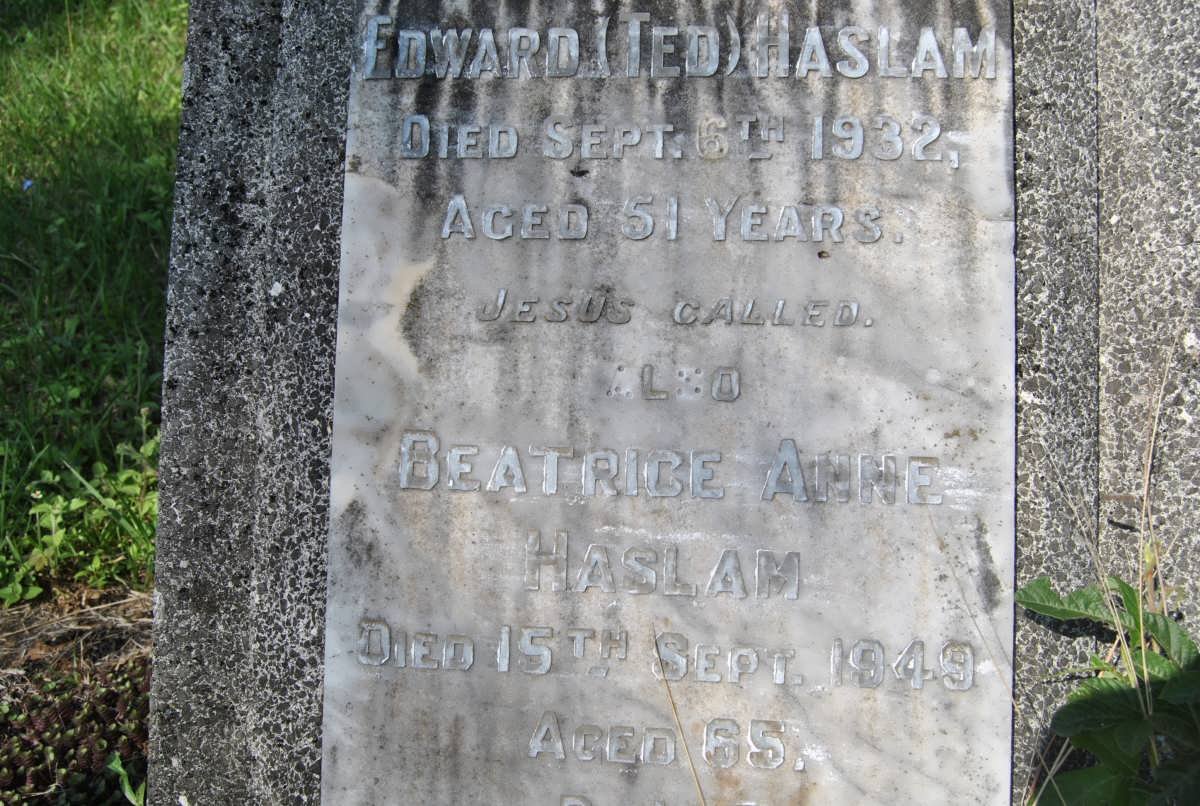 EDWARD (TED) HASLAM
DIED SEPT. 6TH 1932,
AGED 51 YEARS.
JESUS CALLED.
ALSO
BEATRICE ANNE
HASLAM
DIED 15TH SEPT. 1949
AGED 65.